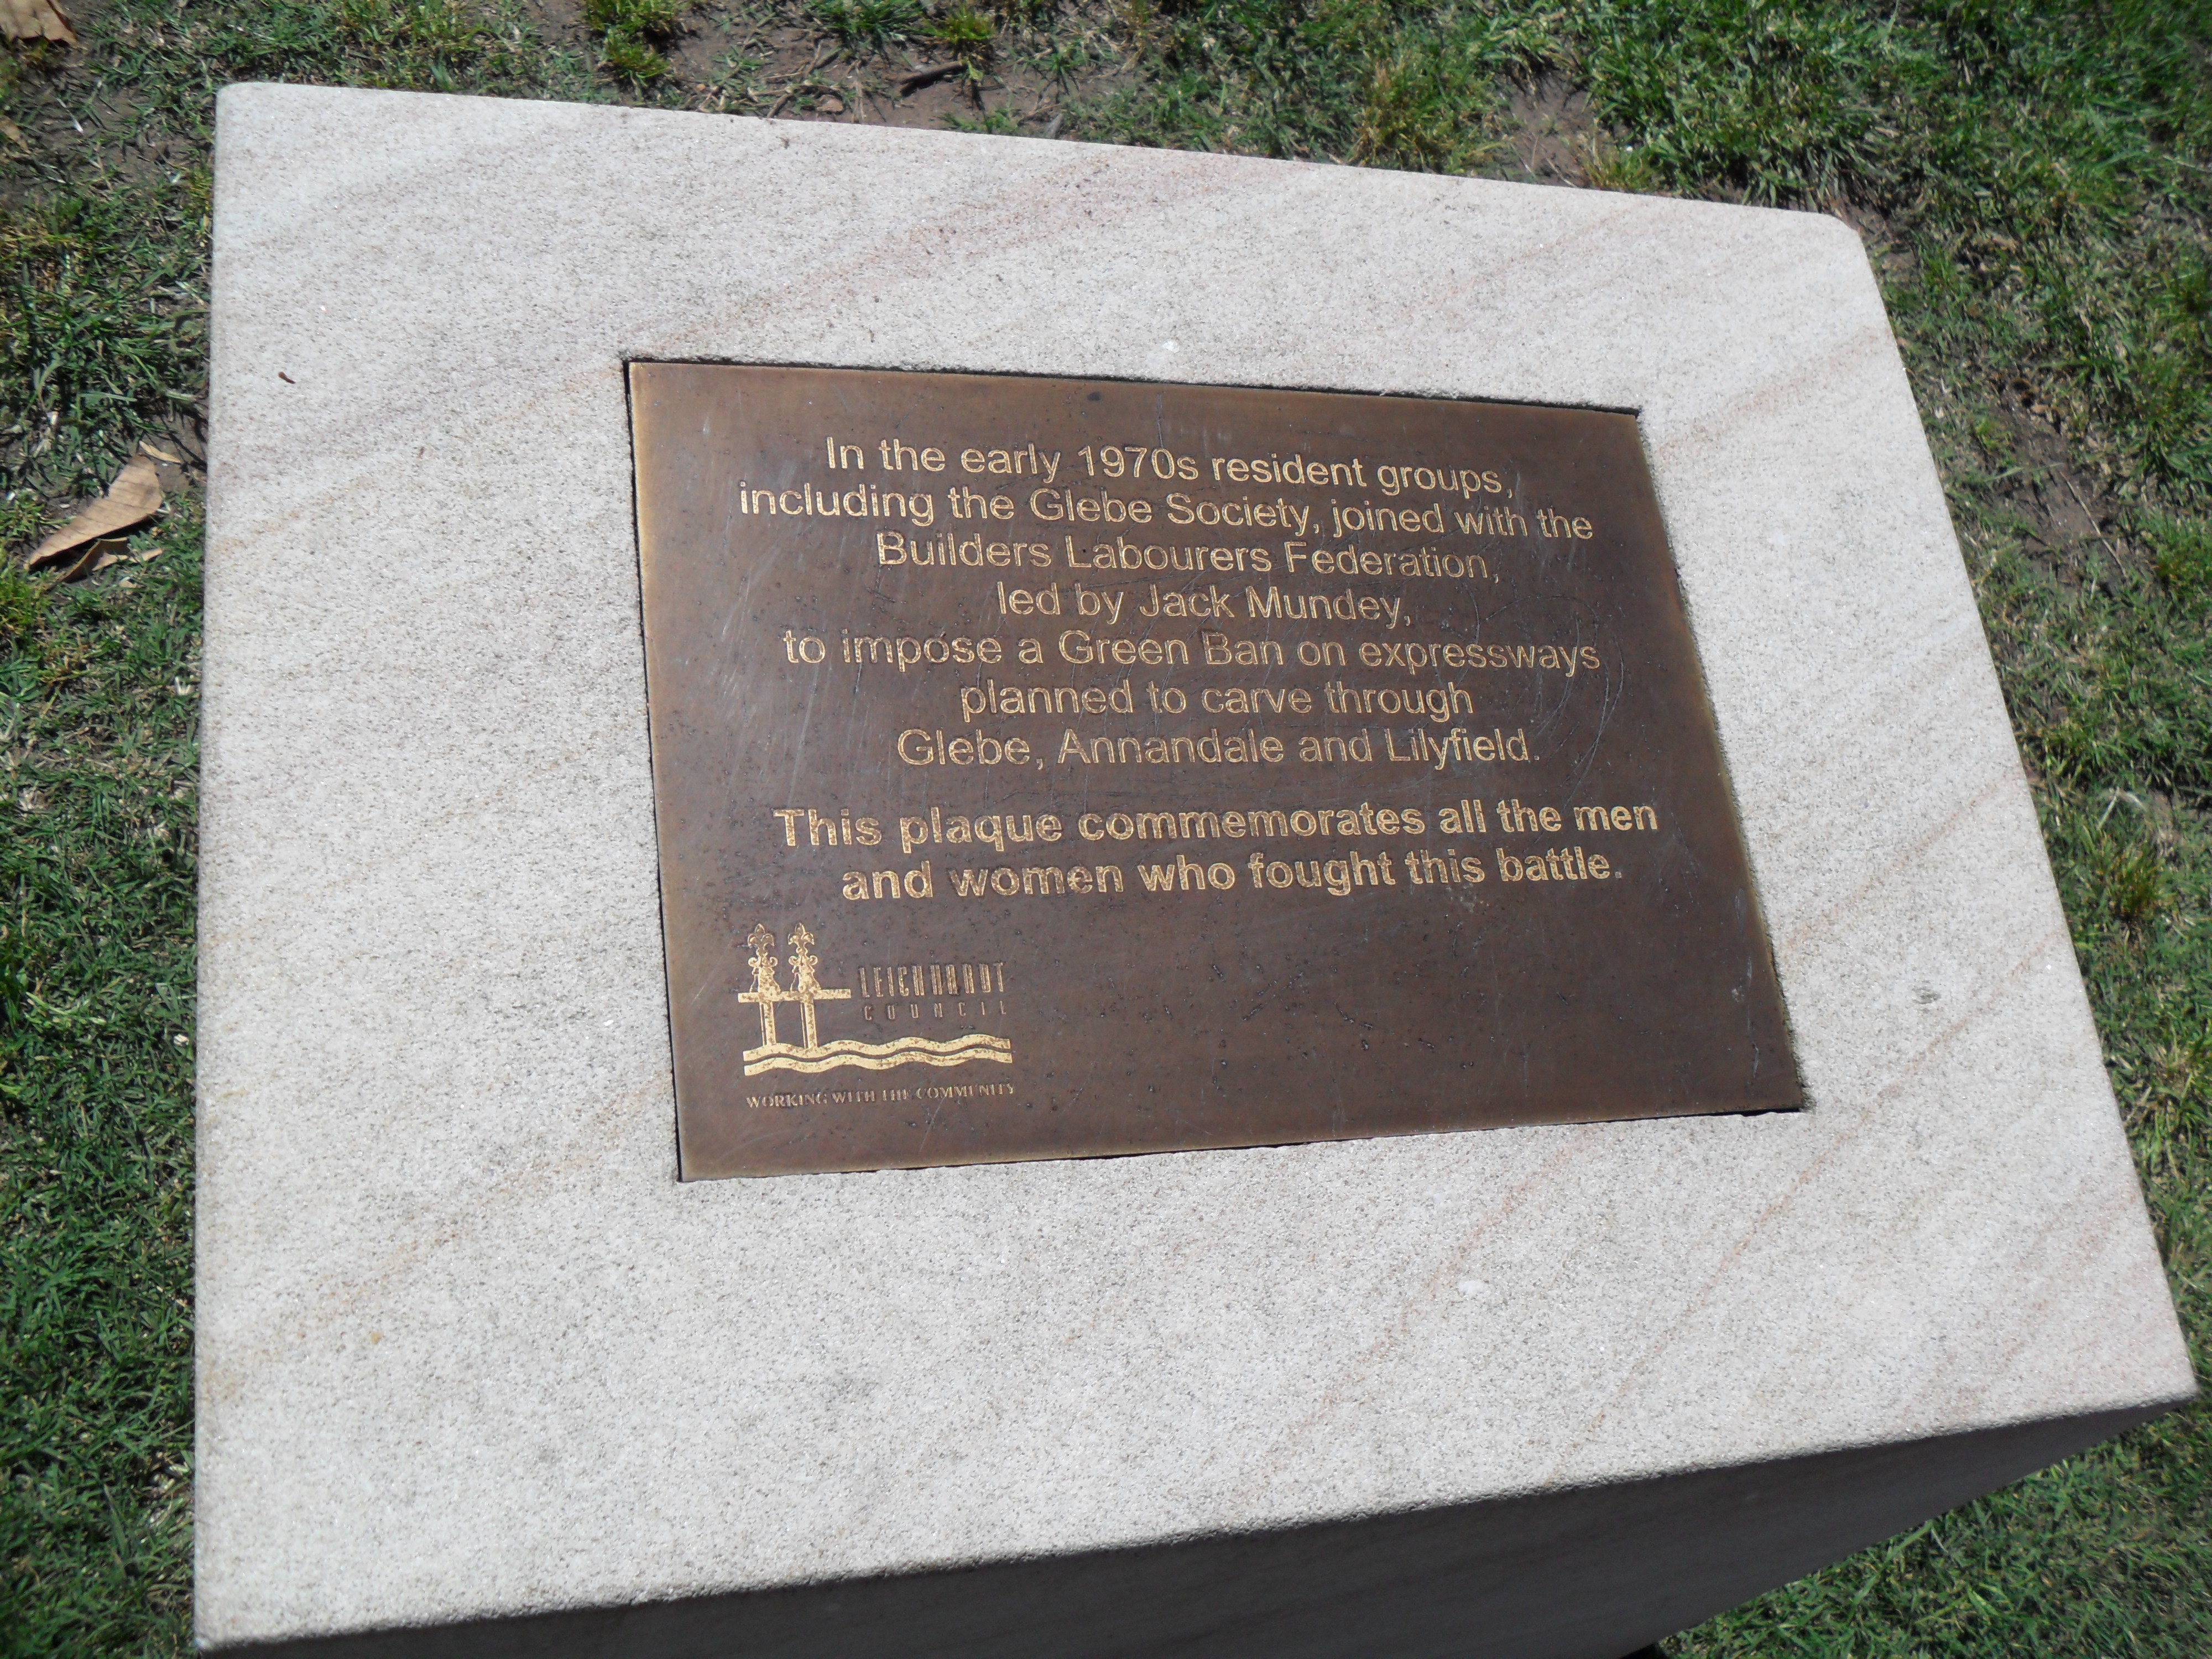 In the early 1970s resident groups,
including the Glebe Society, joined with the
Builders Labourers Federation,
led by Jack Mundey,
to impose a Green Ban on expressways
planned to carve through
Glebe, Annandale and Lilyfield.
This plaque commemorates all the men
and women who fought this battle.
LEICHHARDT
COUNCIL
WORKING WITH THE COMMUNITY